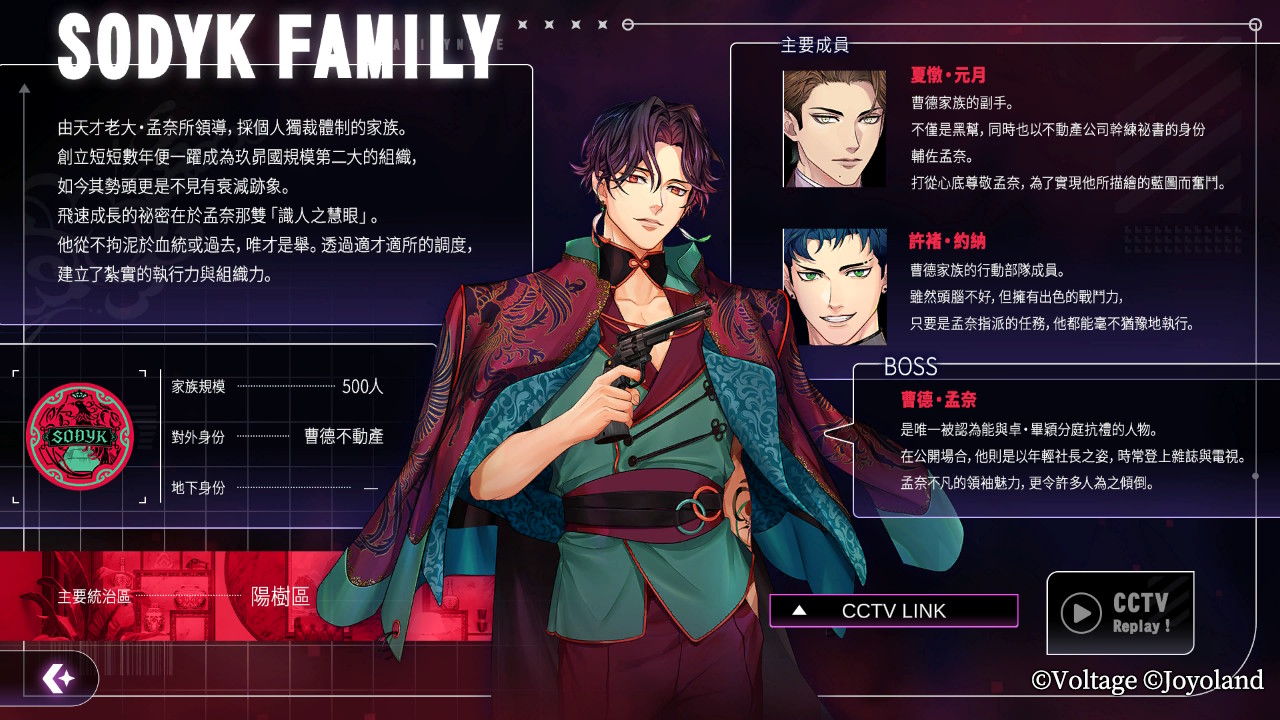 SODYK FAMILY
由天才老大・孟奈所領導，採個人獨裁體制的家族。
創立短短數年便一躍成為玖昴國規模第二大的組織，
如今其勢頭更是不見有衰減跡象。
飛速成長的祕密在於孟奈那雙「識人之慧眼」。
他從不拘泥於血統或過去，唯才是舉。透過適才適所的調度，
建立了紮實的執行力與組織力。
SODYK
家族規模 500人
對外身份 曹德不動產
地下身份 —
主要統治區 陽樹區
主要成員
夏慠・元月
曹德家族的副手。
不僅是黑幫，同時也以不動產公司幹練祕書的身份
輔佐孟奈。
打從心底尊敬孟奈，為了實現他所描繪的藍圖而奮鬥。
許褚・約納
曹德家族的行動部隊成員。
雖然頭腦不好，但擁有出色的戰鬥力，
只要是孟奈指派的任務，他都能毫不猶豫地執行。
BOSS
曹德・孟奈
是唯一被認為能與卓・畢穎分庭抗禮的人物。
在公開場合，他則是以年輕社長之姿，時常登上雜誌與電視。
孟奈不凡的領袖魅力，更令許多人為之傾倒。
CCTV LINK
CCTV
Replay !
©Voltage ©Joyoland